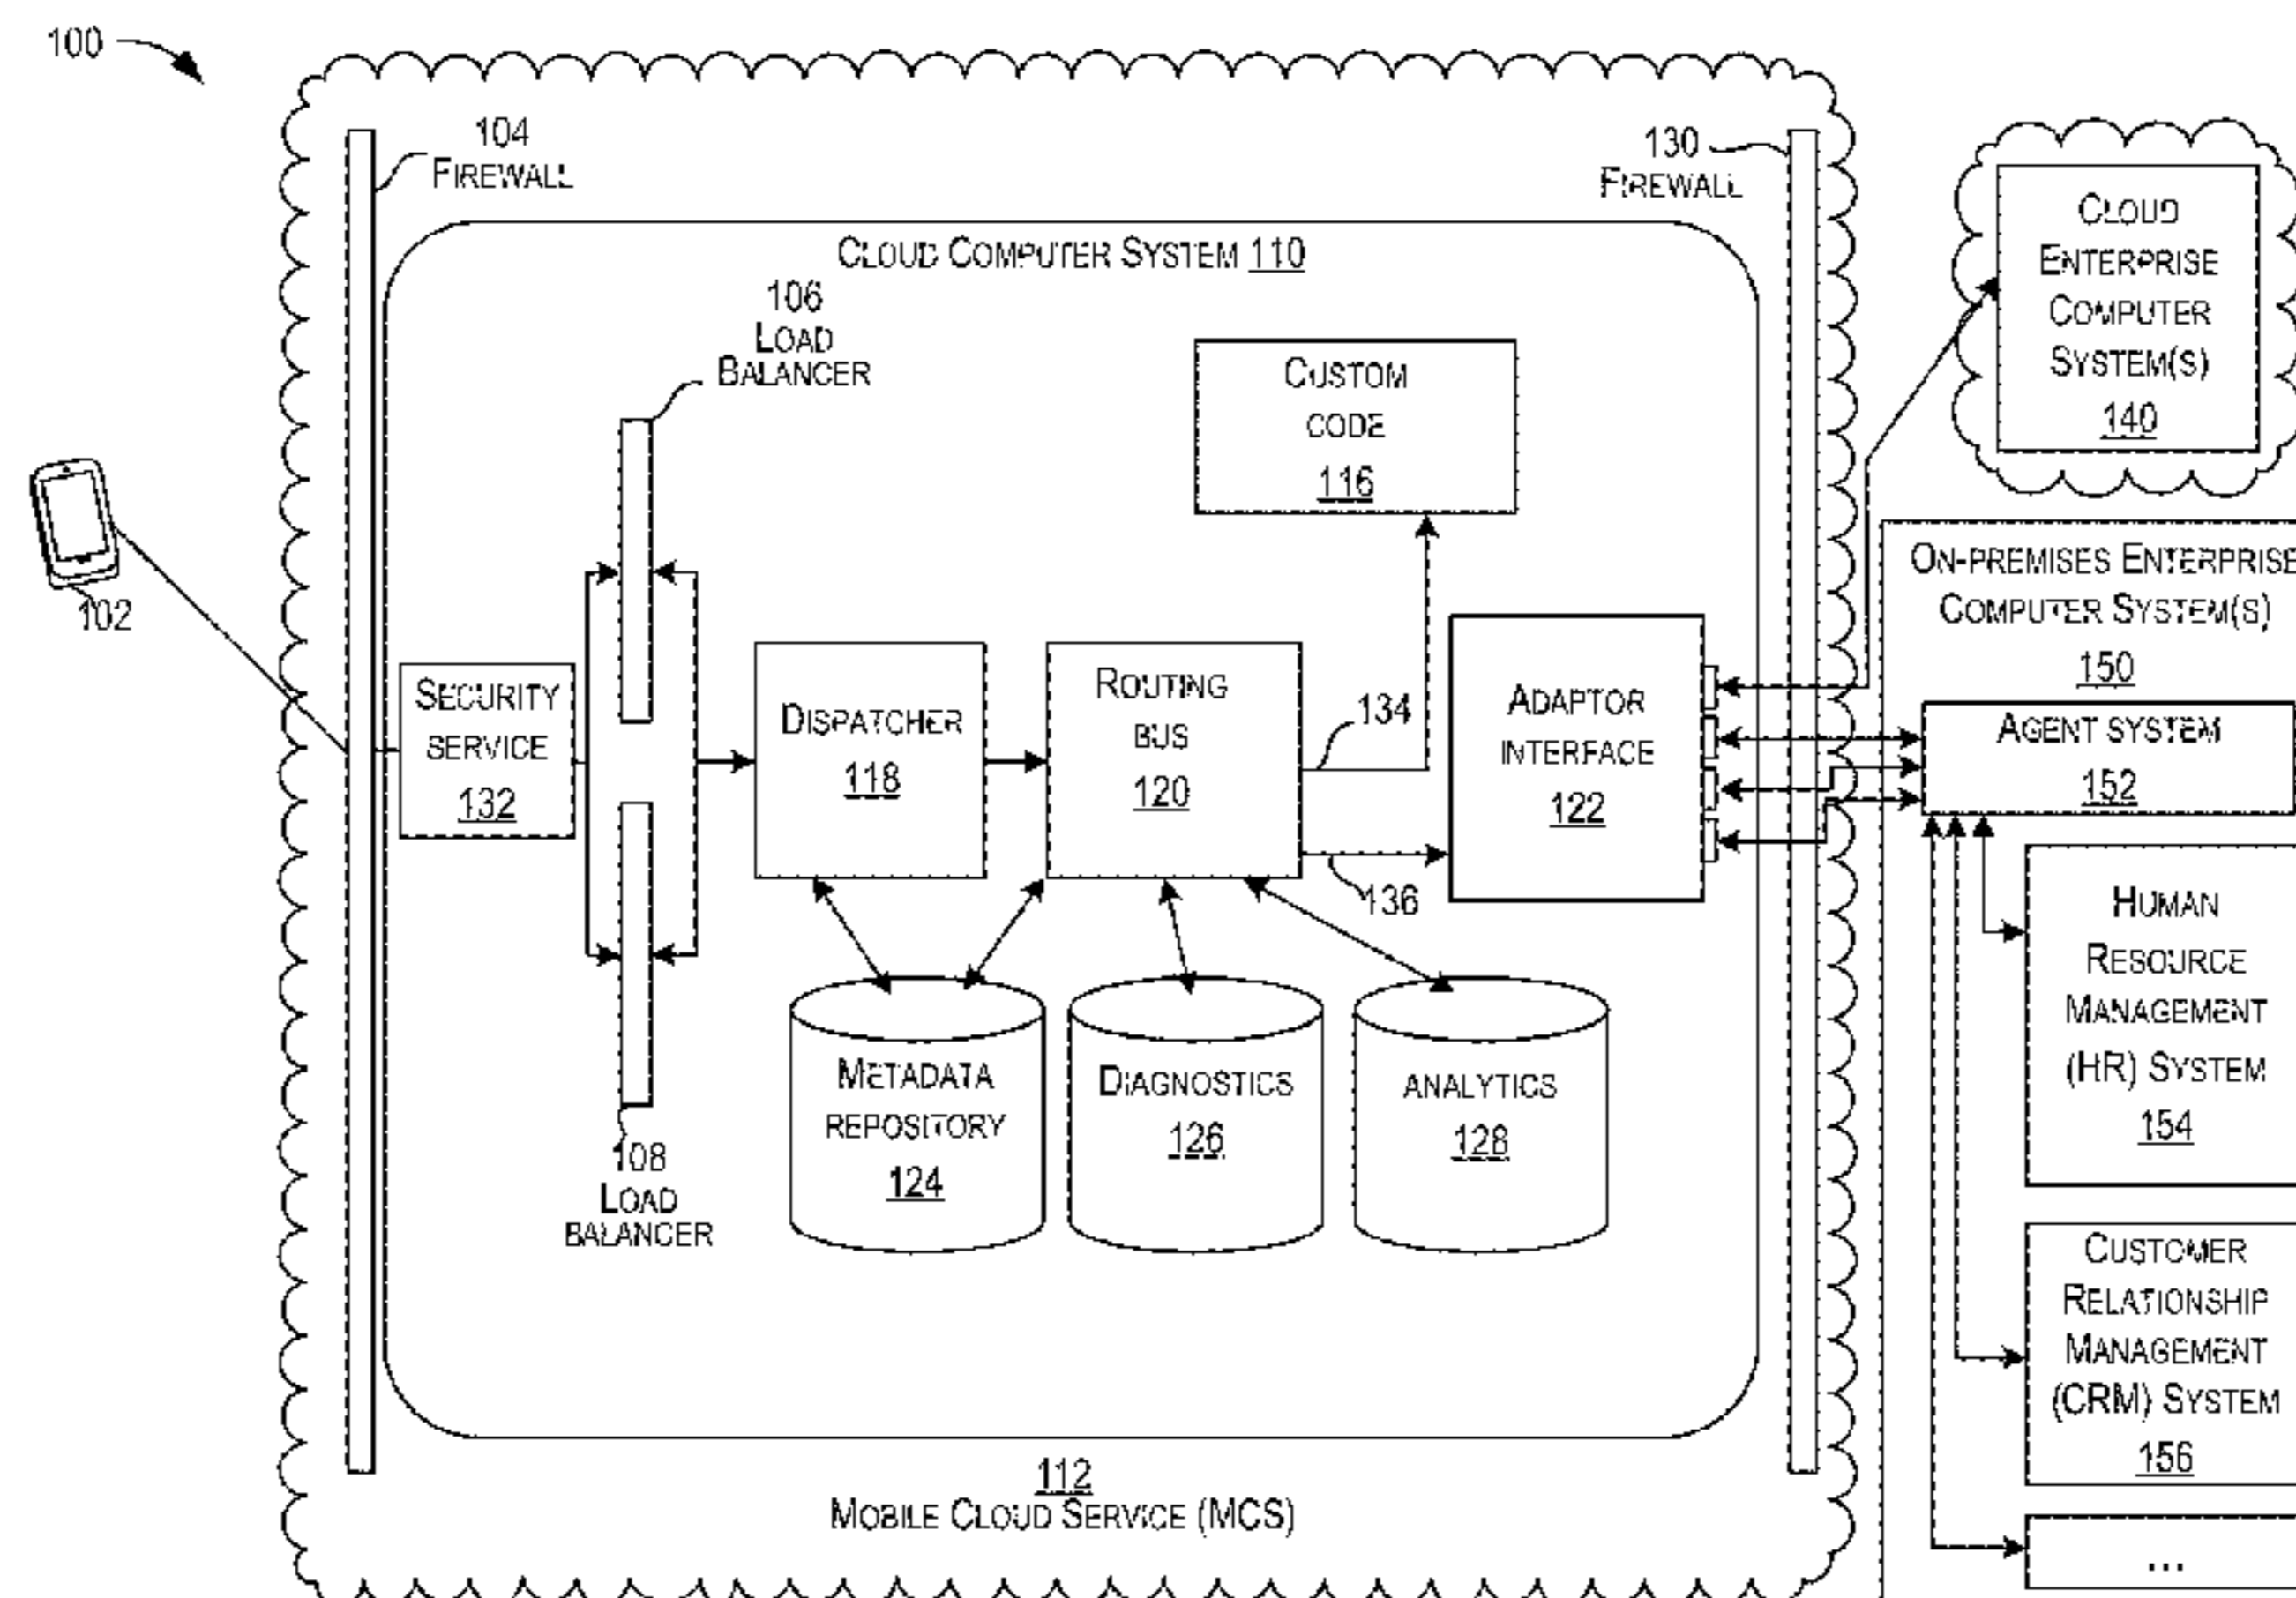 100
104
FIREWALL
130
FIREWALL
CLOUD COMPUTER SYSTEM 110
106
LOAD
BALANCER
CUSTOM
CODE
116
CLOUD
ENTERPRISE
COMPUTER
SYSTEM(S)
140
102
SECURITY
SERVICE
132
DISPATCHER
118
ROUTING
BUS
120
134
136
ADAPTOR
INTERFACE
122
ON-PREMISES ENTERPRISE
COMPUTER SYSTEM(S)
150
AGENT SYSTEM
152
HUMAN
RESOURCE
MANAGEMENT
(HR) SYSTEM
154
108
LOAD
BALANCER
METADATA
REPOSITORY
124
DIAGNOSTICS
126
ANALYTICS
128
CUSTOMER
RELATIONSHIP
MANAGEMENT
(CRM) SYSTEM
156
...
112
MOBILE CLOUD SERVICE (MCS)